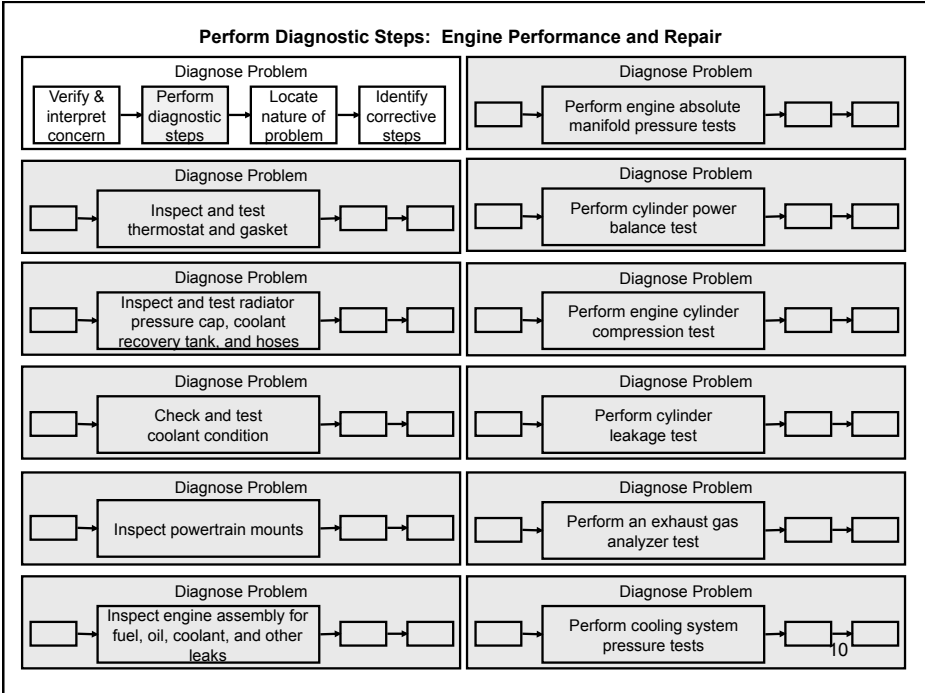 Perform Diagnostic Steps: Engine Performance and Repair
Diagnose Problem
Verify &
interpret
concern
Perform
diagnostic
steps
Locate
nature of
problem
Identify
corrective
steps
Diagnose Problem
Inspect and test
thermostat and gasket
Diagnose Problem
Inspect and test radiator
pressure cap, coolant
recovery tank, and hoses
Diagnose Problem
Check and test
coolant condition
Diagnose Problem
Inspect powertrain mounts
Diagnose Problem
Inspect engine assembly for
fuel, oil, coolant, and other
leaks
Diagnose Problem
Perform engine absolute
manifold pressure tests
Diagnose Problem
Perform cylinder power
balance test
Diagnose Problem
Perform engine cylinder
compression test
Diagnose Problem
Perform cylinder
leakage test
Diagnose Problem
Perform an exhaust gas
analyzer test
Diagnose Problem
Perform cooling system
pressure tests
10